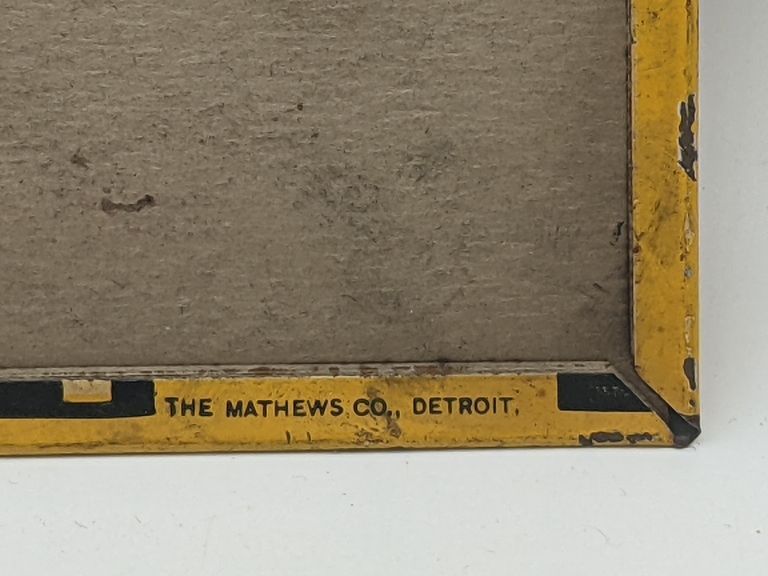 THE MATHEWS CO., DETROIT,